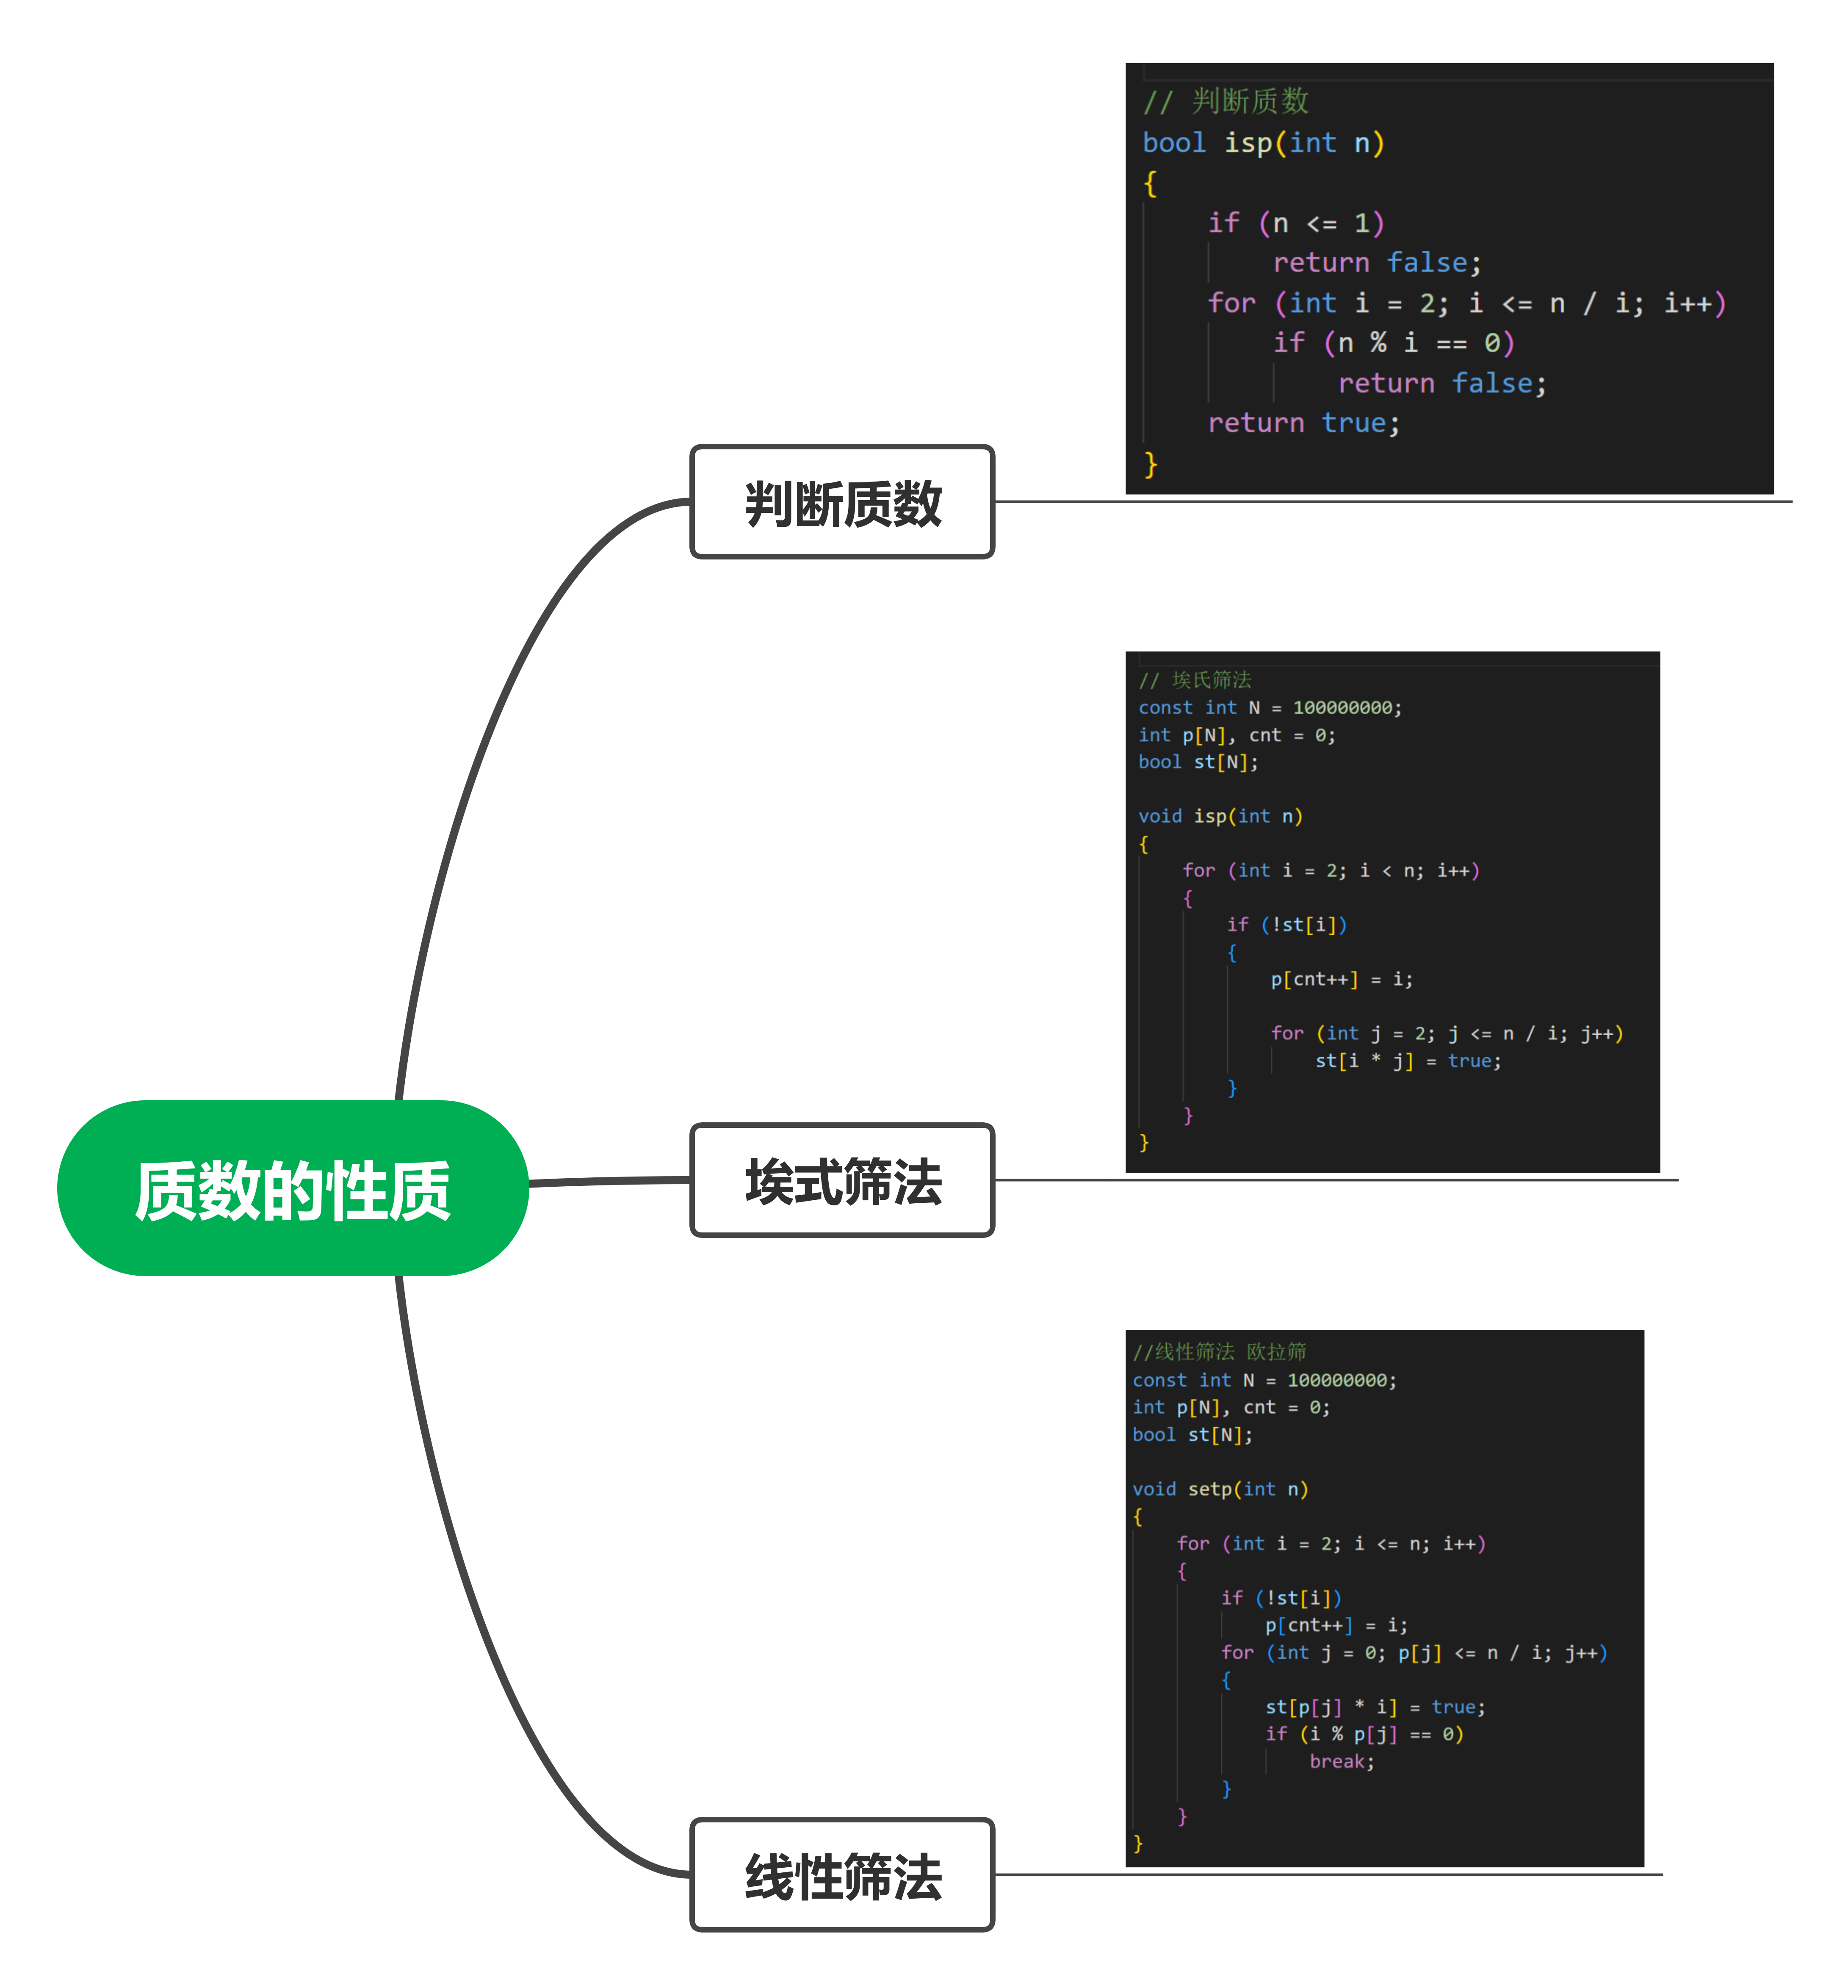 质数的性质
判断质数
// 判断质数
bool isp(int n)
{
    if (n <= 1)
        return false;
    for (int i = 2; i <= n / i; i++)
        if (n % i == 0)
            return false;
    return true;
}
埃式筛法
// 埃氏筛法
const int N = 100000000;
int p[N], cnt = 0;
bool st[N];
void isp(int n)
{
    for (int i = 2; i < n; i++)
    {
        if (!st[i])
        {
            p[cnt++] = i;
            for (int j = 2; j <= n / i; j++)
                st[i * j] = true;
        }
    }
}
线性筛法
//线性筛法 欧拉筛
const int N = 100000000;
int p[N], cnt = 0;
bool st[N];
void setp(int n)
{
    for (int i = 2; i <= n; i++)
    {
        if (!st[i])
            p[cnt++] = i;
        for (int j = 0; p[j] <= n / i; j++)
        {
            st[p[j] * i] = true;
            if (i % p[j] == 0)
                break;
        }
    }
}